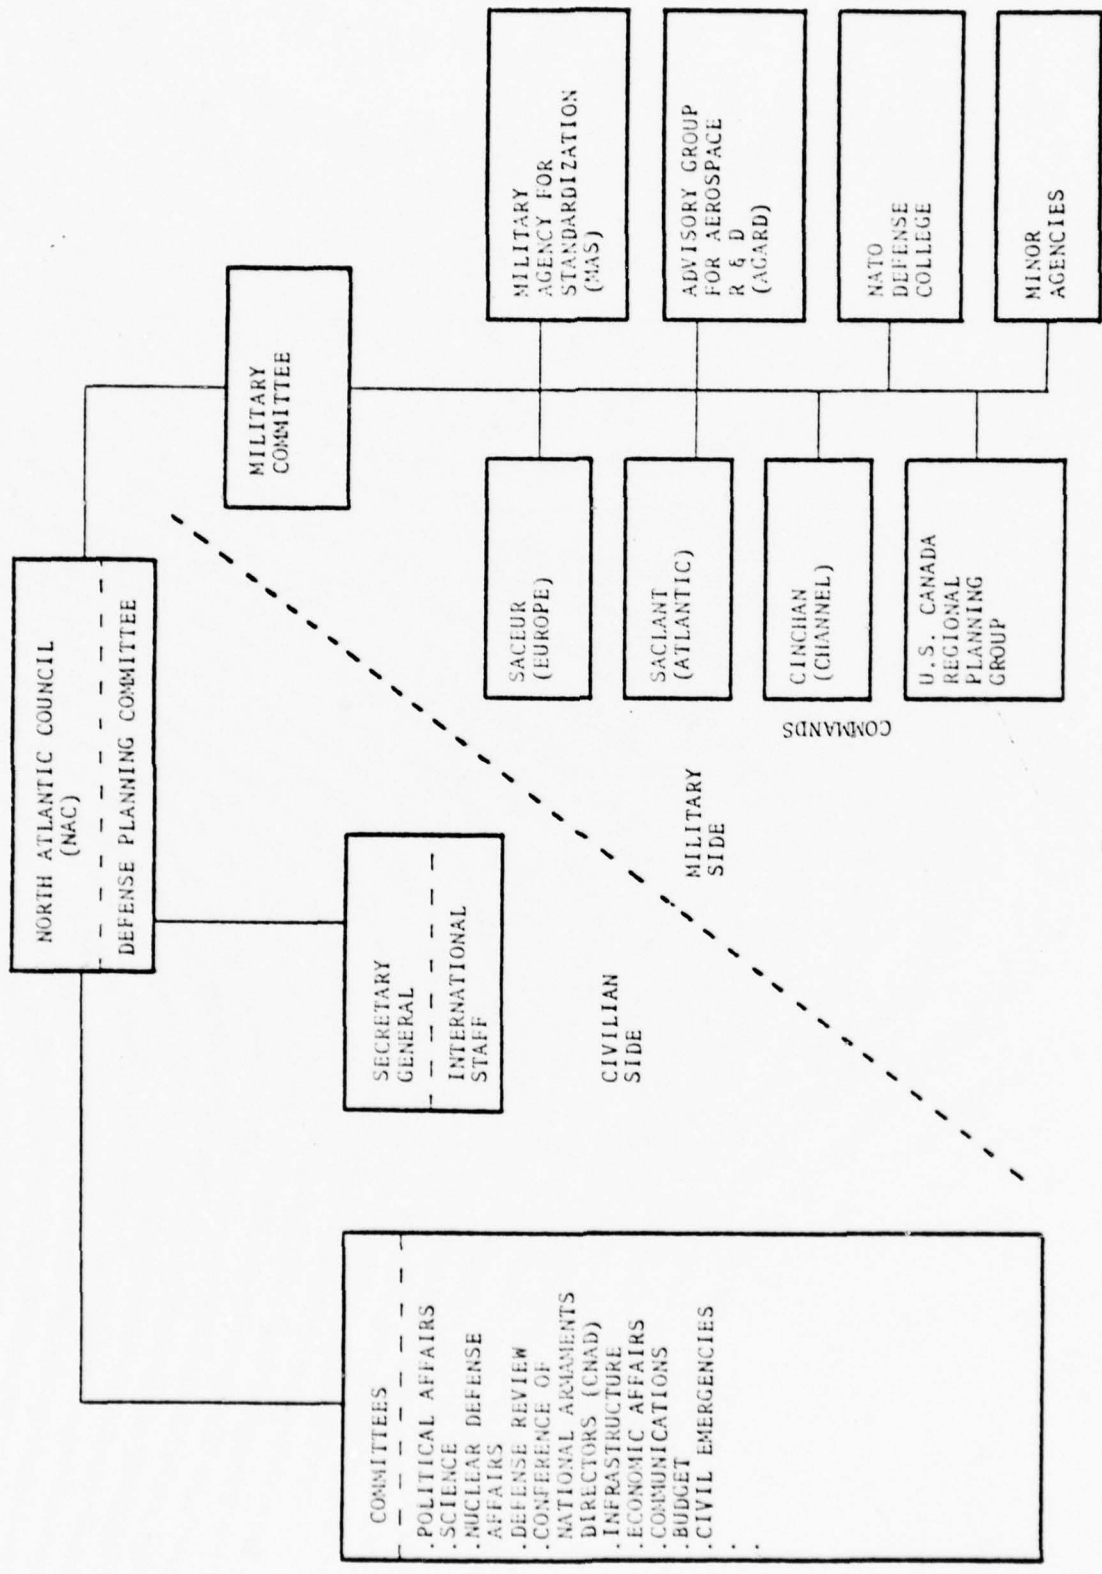 NORTH ATLANTIC COUNCIL
(NAC)
DEFENSE PLANNING COMMITTEE
COMMITTEES
.POLITICAL AFFAIRS
.SCIENCE
.NUCLEAR DEFENSE
AFFAIRS
.DEFENSE REVIEW
.CONFERENCE OF
NATIONAL ARMAMENTS
DIRECTORS (CNAD)
.INFRASTRUCTURE
.ECONOMIC AFFAIRS
.COMMUNICATIONS
.BUDGET
.CIVIL EMERGENCIES
.
.
SECRETARY
GENERAL
INTERNATIONAL
STAFF
CIVILIAN
SIDE
MILITARY
SIDE
MILITARY
COMMITTEE
COMMANDS
SACEUR
(EUROPE)
SACLANT
(ATLANTIC)
CINCHAN
(CHANNEL)
U.S. CANADA
REGIONAL
PLANNING
GROUP
MILITARY
AGENCY FOR
STANDARDIZATION
(MAS)
ADVISORY GROUP
FOR AEROSPACE
R & D
(AGARD)
NATO
DEFENSE
COLLEGE
MINOR
AGENCIES